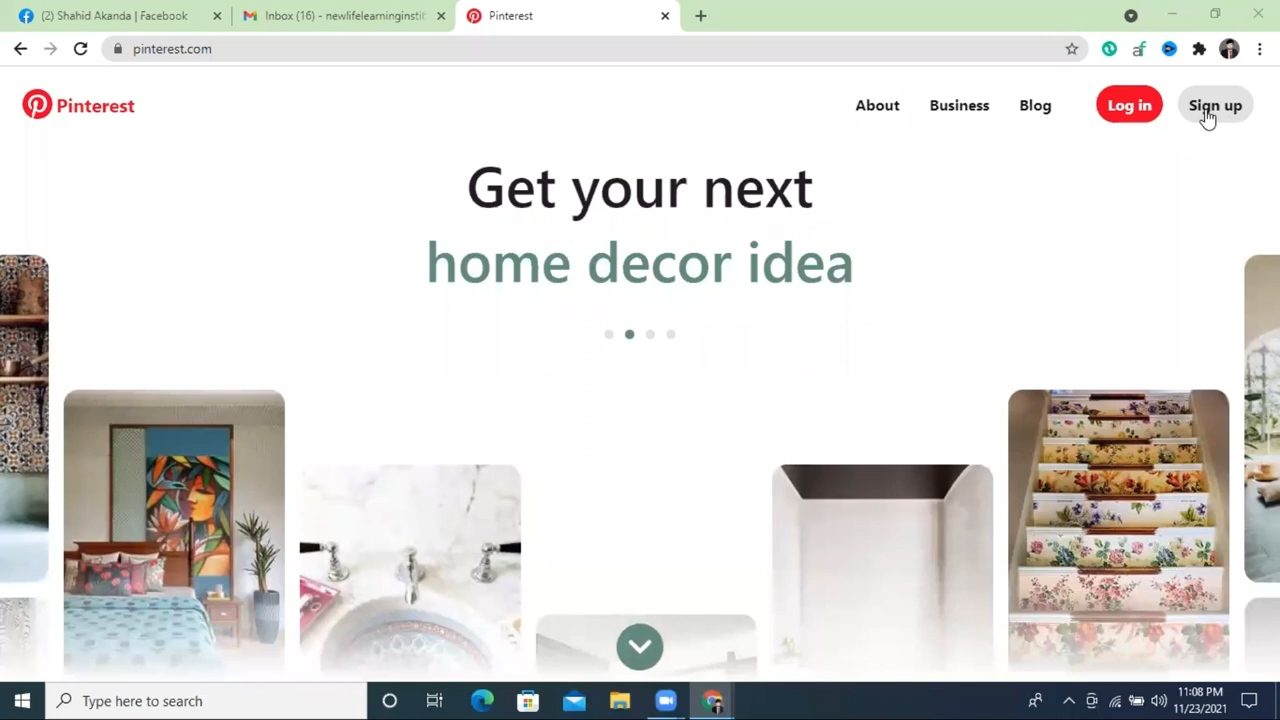 (2) Shahid Akanda | Facebook
Inbox (16) - newlifelearninginstit
Pinterest
pinterest.com
Pinterest
About
Business
Blog
Log in
Sign up
Get your next
home decor idea
Type here to search
11:08 PM
11/23/2021